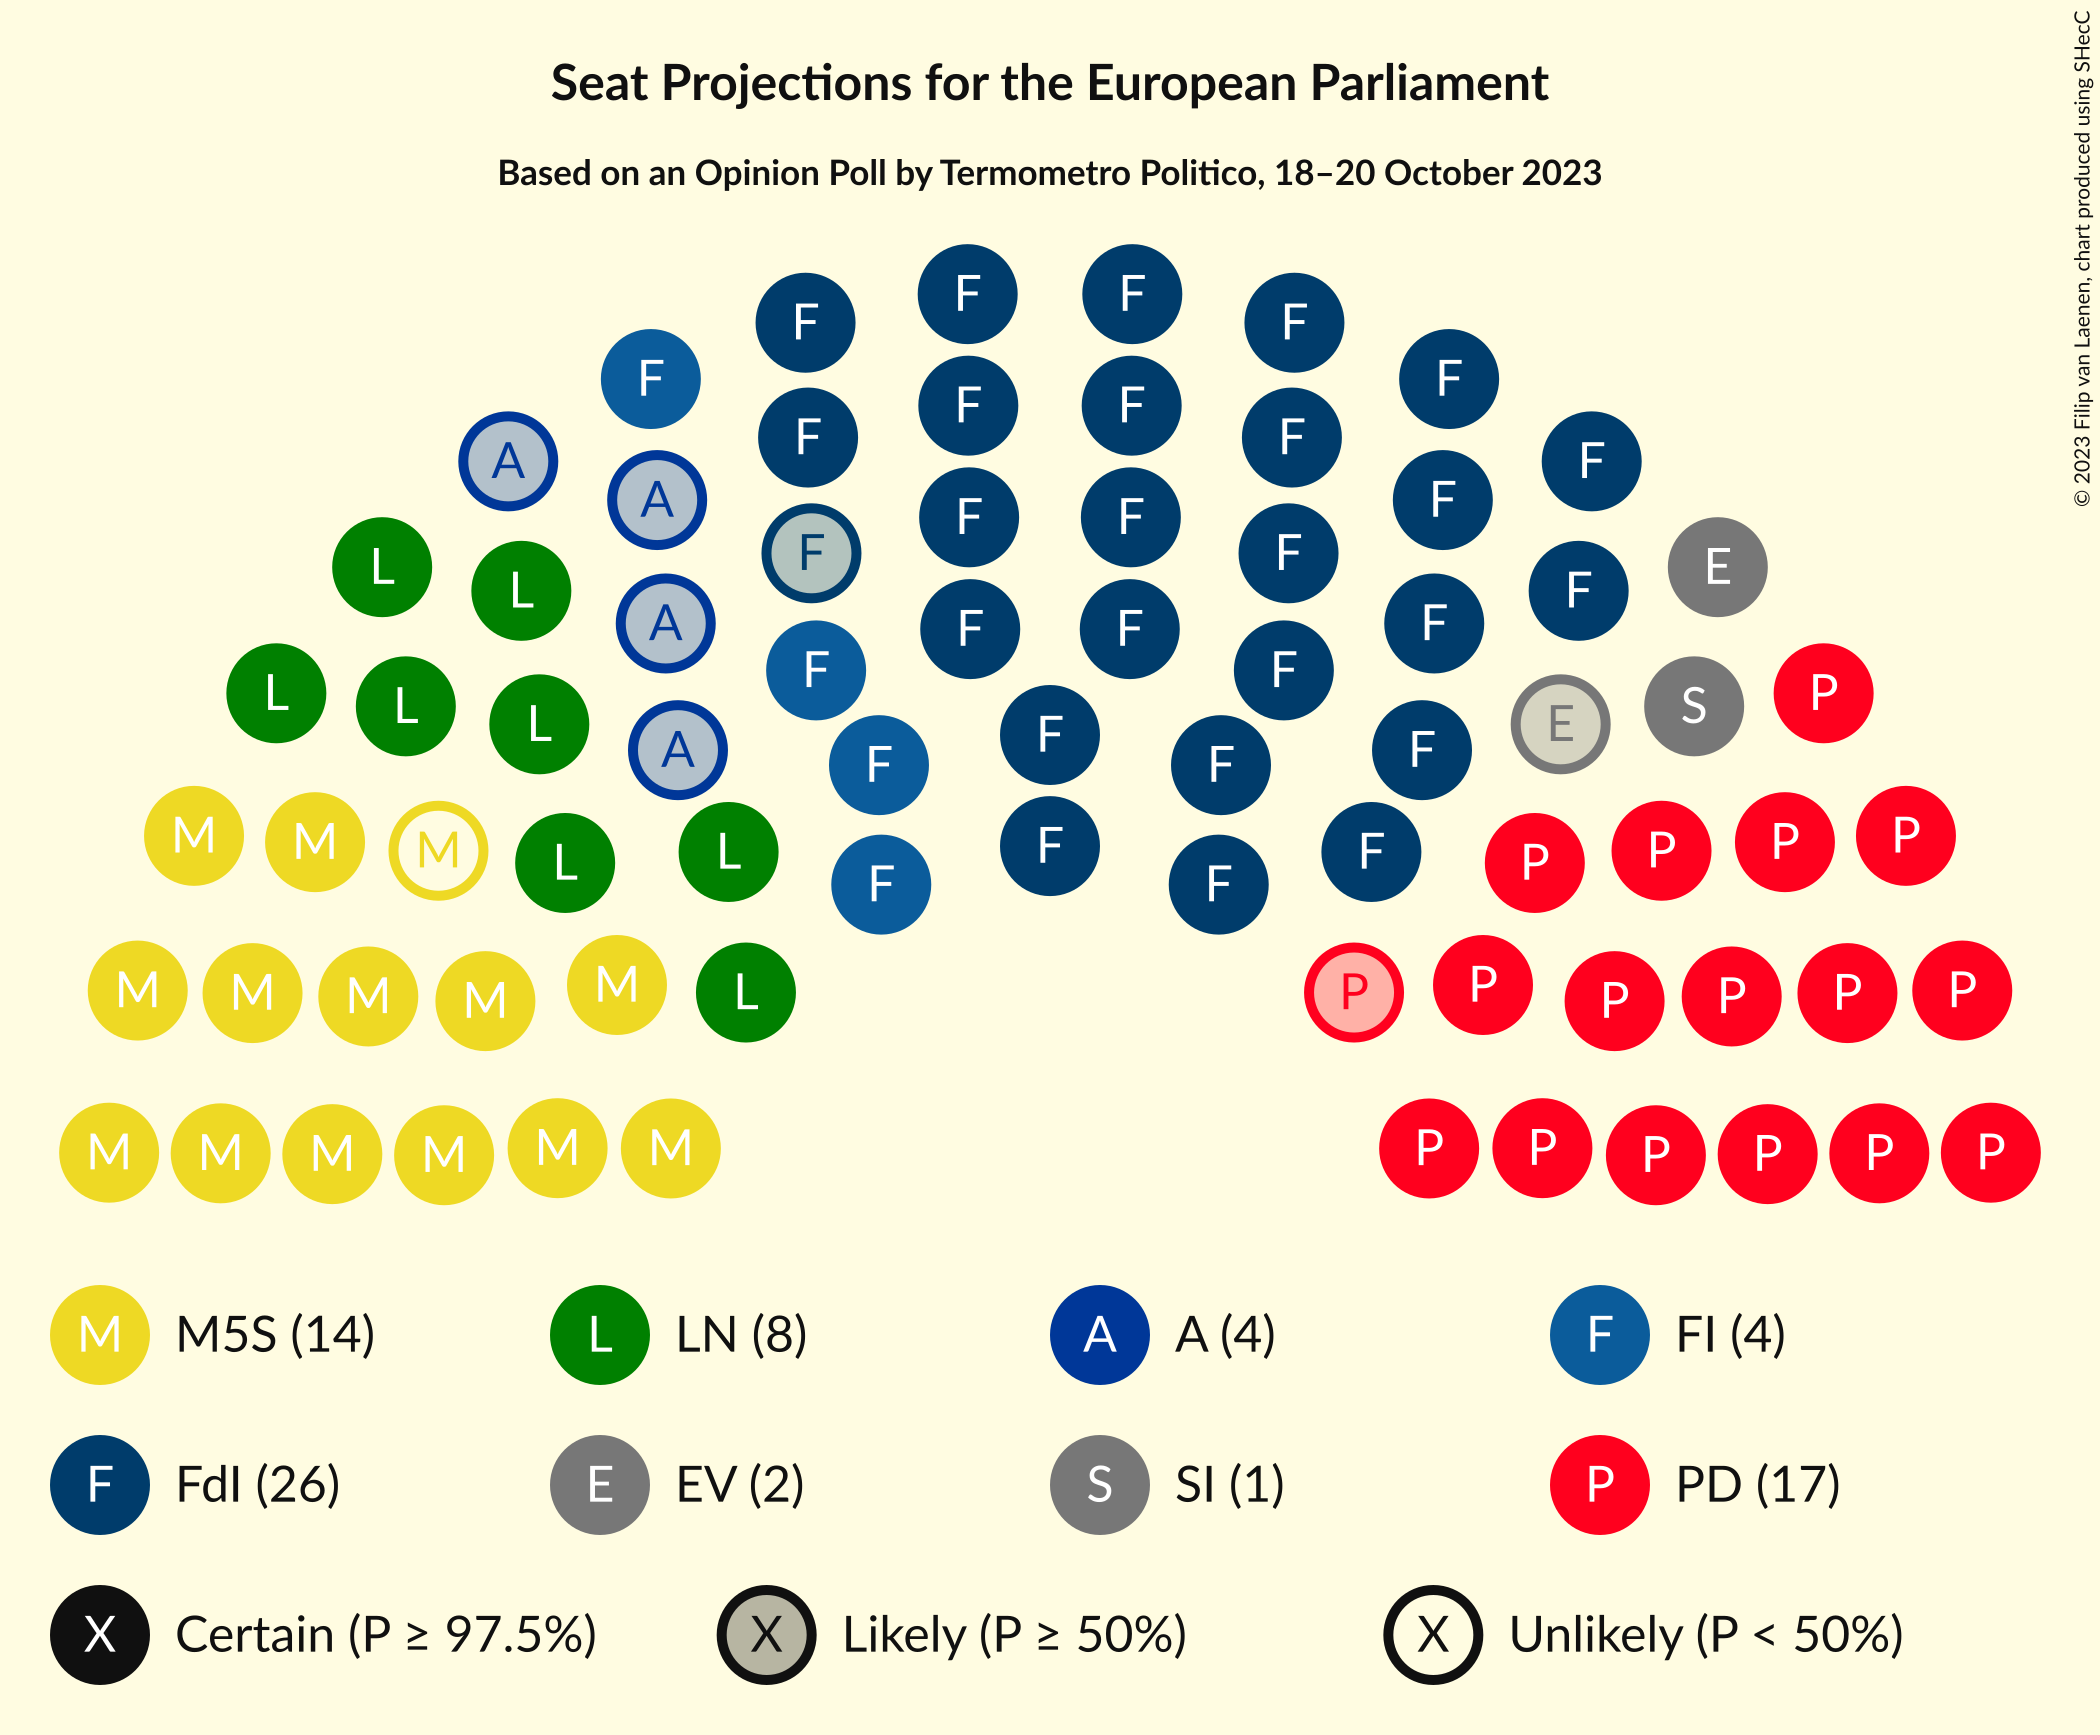 Seat Projections for the European Parliament
Based on an Opinion Poll by Termometro Politico, 18–20 October 2023
© 2023 Filip van Laenen, chart produced using SHecC
F F F F
F F
F F F F
A F
A F F
F F F F
L L A F F F F E
F F F F
L L L A F F E S P
F F F
M M M L L F F F F P P P P
M M M M M L P P P P P P
M M M M M M P P P P P P
M M5S (14) L LN (8) A A (4) F FI (4)
F FdI (26) E EV (2) S SI (1) P PD (17)
X Certain (P ≥ 97.5%) X Likely (P ≥ 50%) X Unlikely (P < 50%)